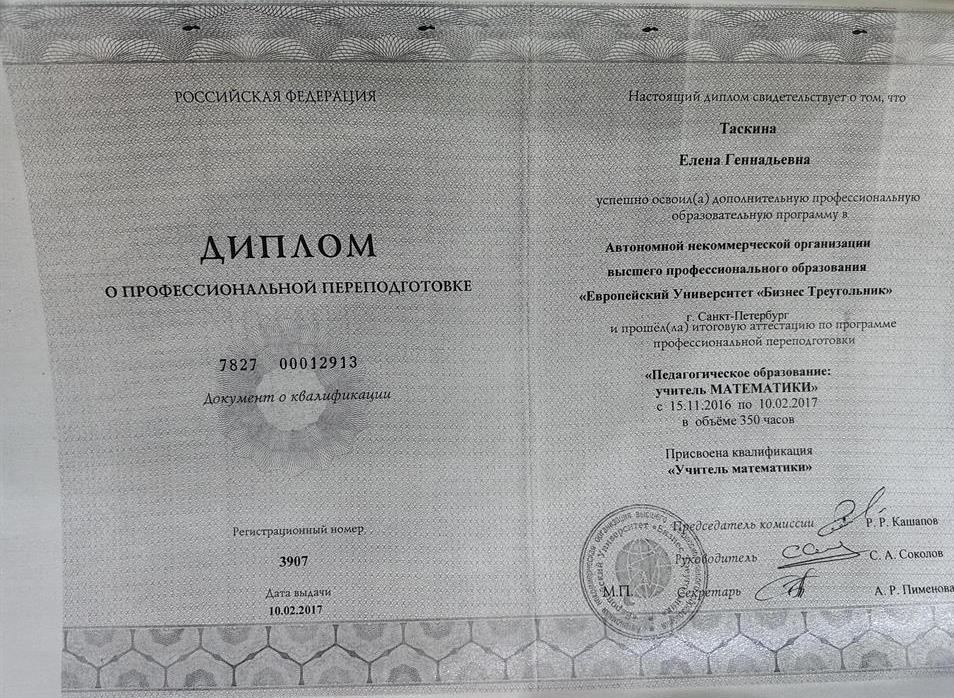 РОССИЙСКАЯ ФЕДЕРАЦИЯ
ДИПЛОМ
О ПРОФЕССИОНАЛЬНОЙ ПЕРЕПОДГОТОВКЕ
7827 00012913
Документ о квалификации
Регистрационный номер
3907
Дата выдачи
10.02.2017
Настоящий диплом свидетельствует о том, что
Таскина
Елена Геннадьевна
успешно освоил(а) дополнительную профессиональную
образовательную программу в
Автономной некоммерческой организации
высшего профессионального образования
«Европейский Университет «Бизнес Треугольник»
г. Санкт-Петербург
и прошёл(ла) итоговую аттестацию по программе
профессиональной переподготовки
«Педагогическое образование:
учитель МАТЕМАТИКИ»
с 15.11.2016 по 10.02.2017
в объёме 350 часов
Присвоена квалификация
«Учитель математики»
Председатель комиссии Р. Р. Кашапов
Руководитель С. А. Соколов
М.П. Секретарь А. Р. Пименова